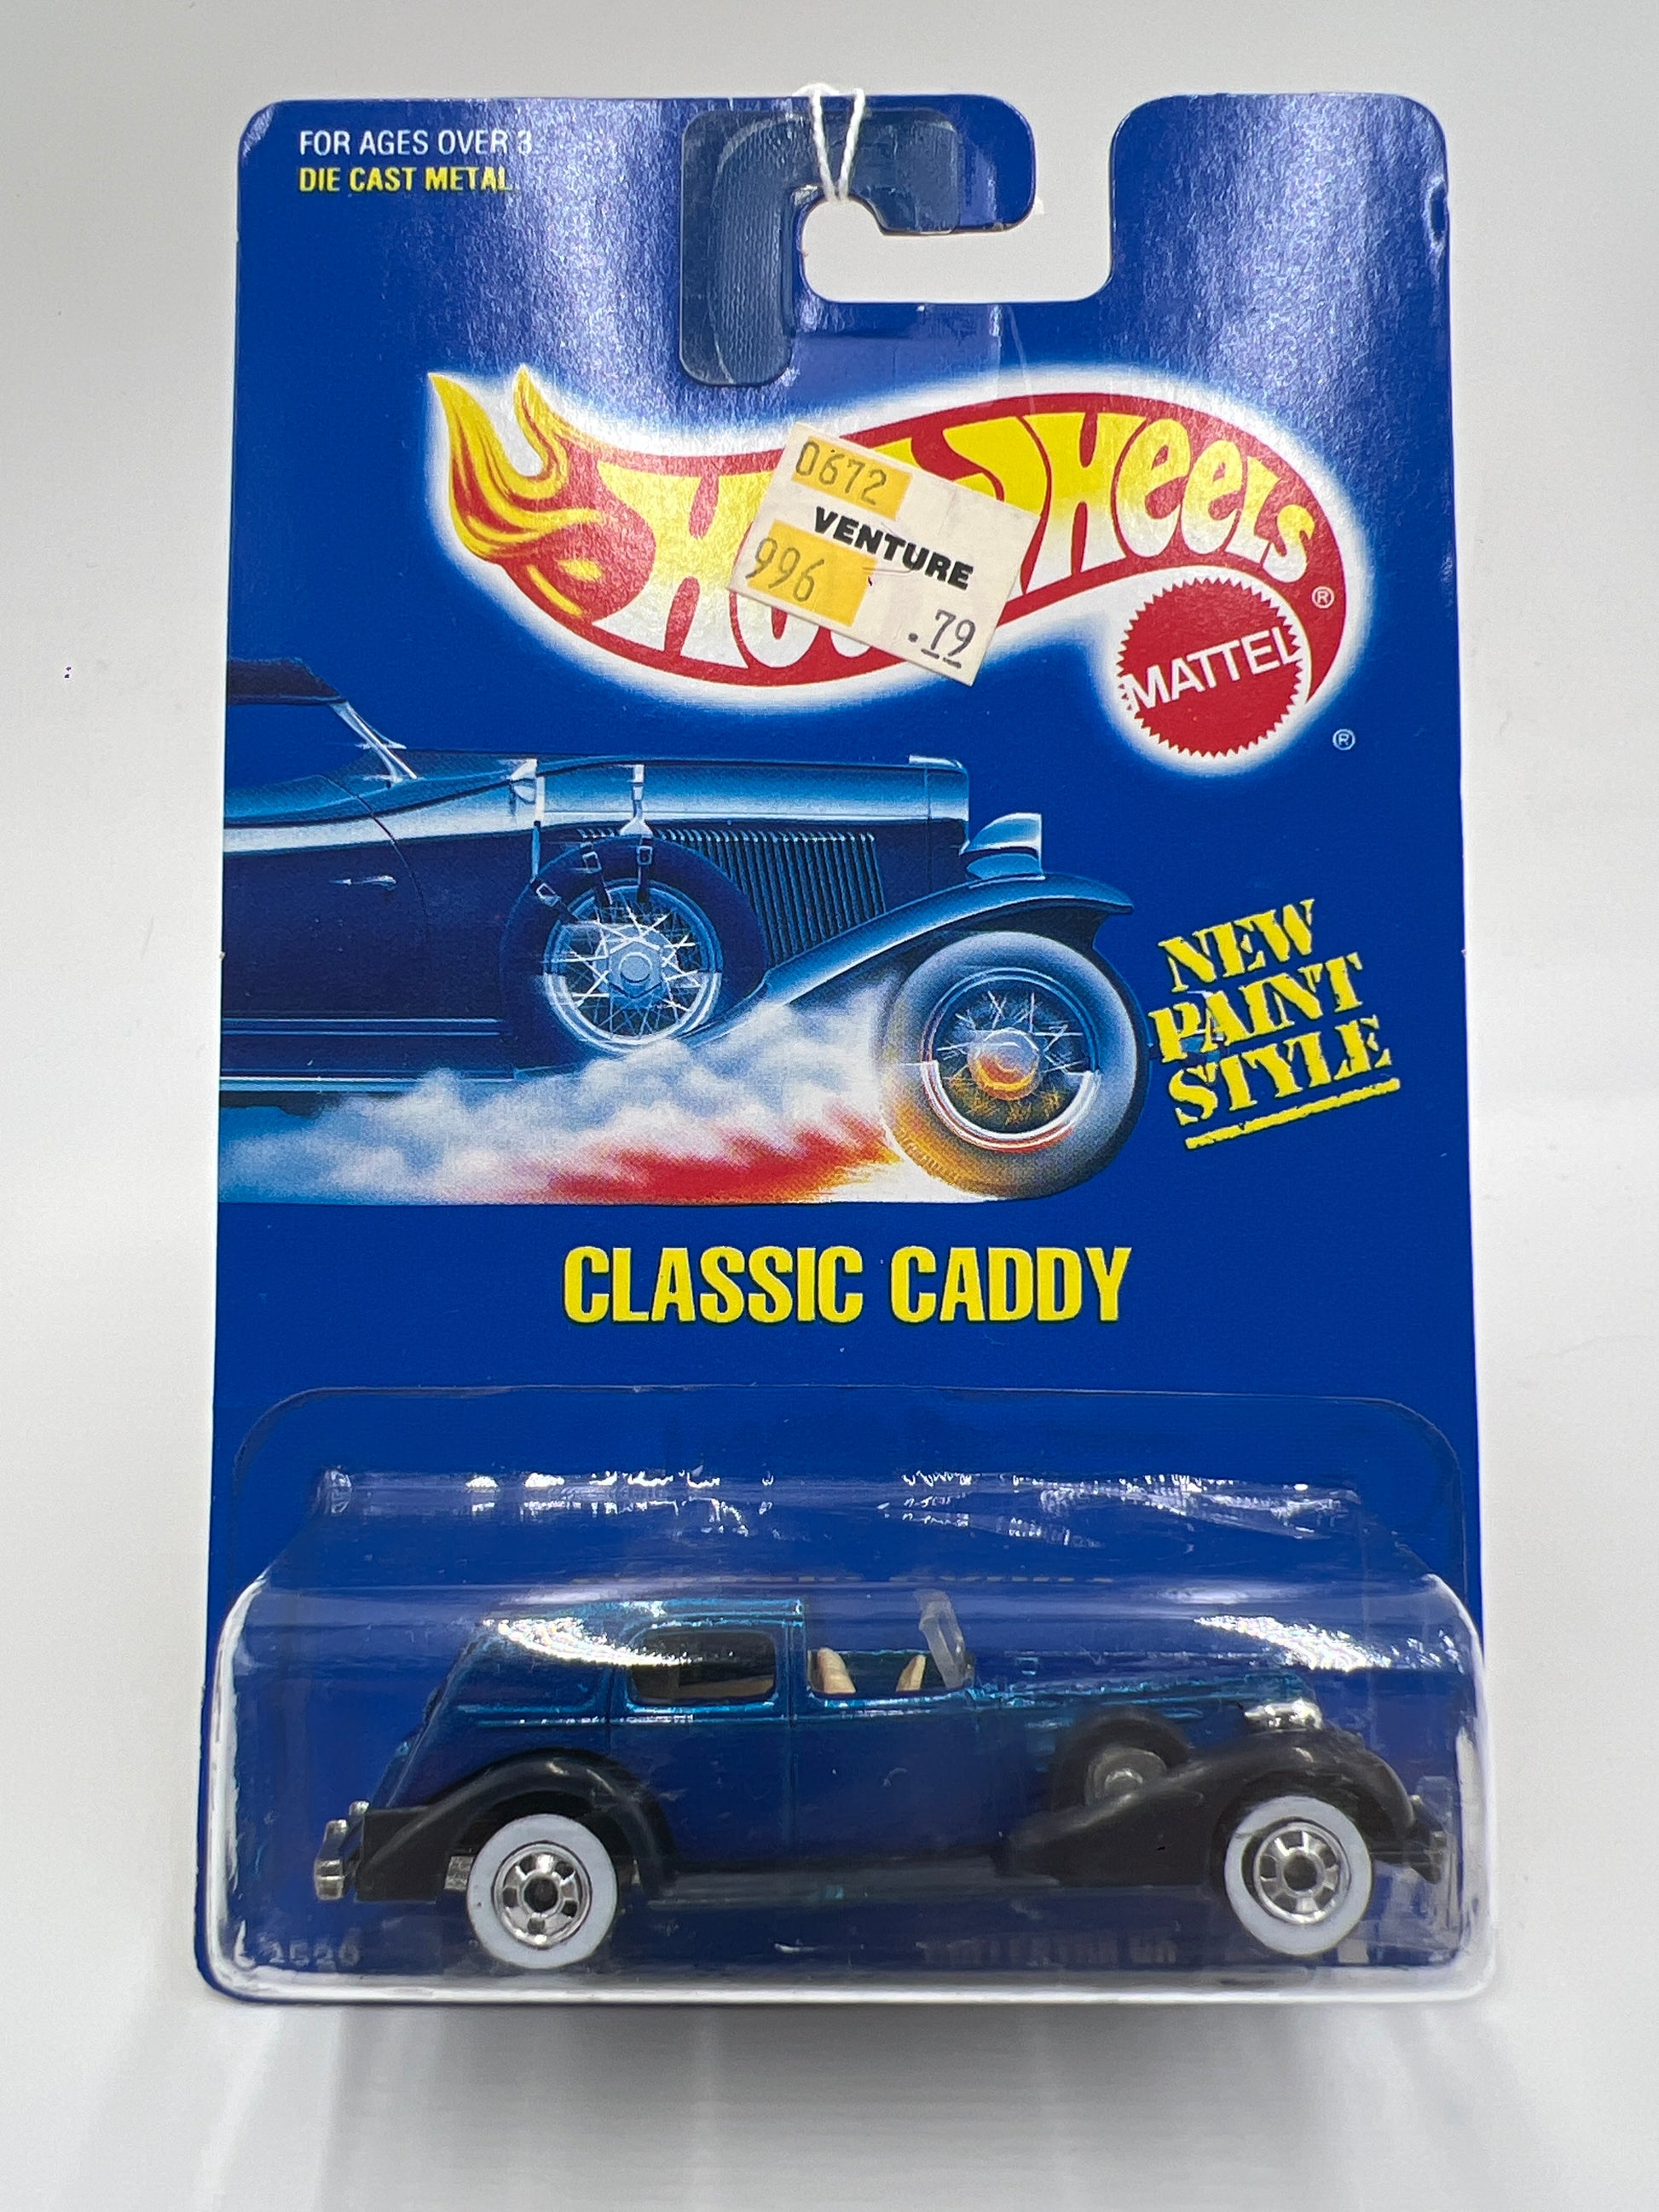 FOR AGES OVER 3.
DIE CAST METAL.
HOT WHEELS®
0672
VENTURE
996
.79
MATTEL
®
NEW
PAINT
STYLE
CLASSIC CADDY